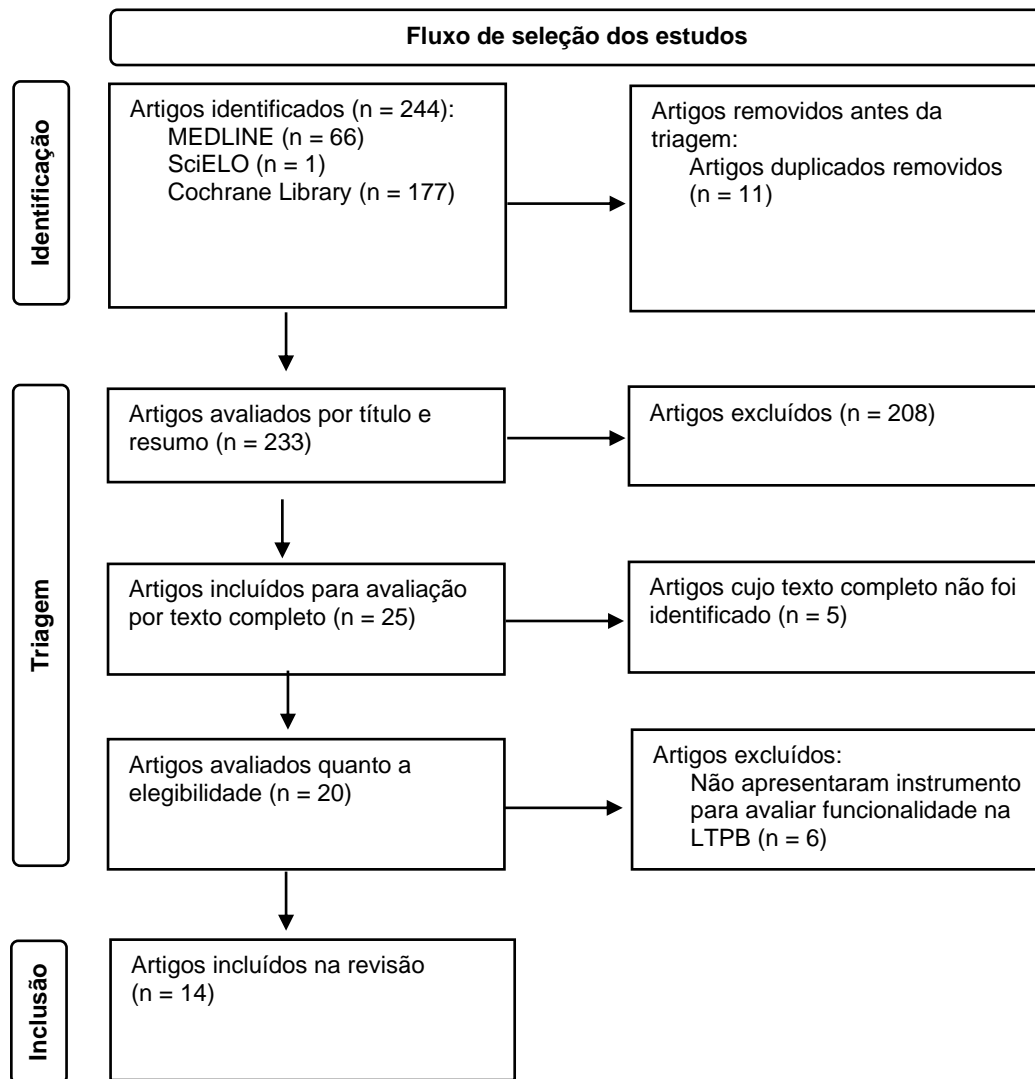 Fluxo de seleção dos estudos
Identificação
Artigos identificados (n = 244):
MEDLINE (n = 66)
SciELO (n = 1)
Cochrane Library (n = 177)
Artigos removidos antes da
triagem:
Artigos duplicados removidos
(n = 11)
Triagem
Artigos avaliados por título e
resumo (n = 233)
Artigos excluídos (n = 208)
Artigos incluídos para avaliação
por texto completo (n = 25)
Artigos cujo texto completo não foi
identificado (n = 5)
Artigos avaliados quanto a
elegibilidade (n = 20)
Artigos excluídos:
Não apresentaram instrumento
para avaliar funcionalidade na
LTPB (n = 6)
Inclusão
Artigos incluídos na revisão
(n = 14)